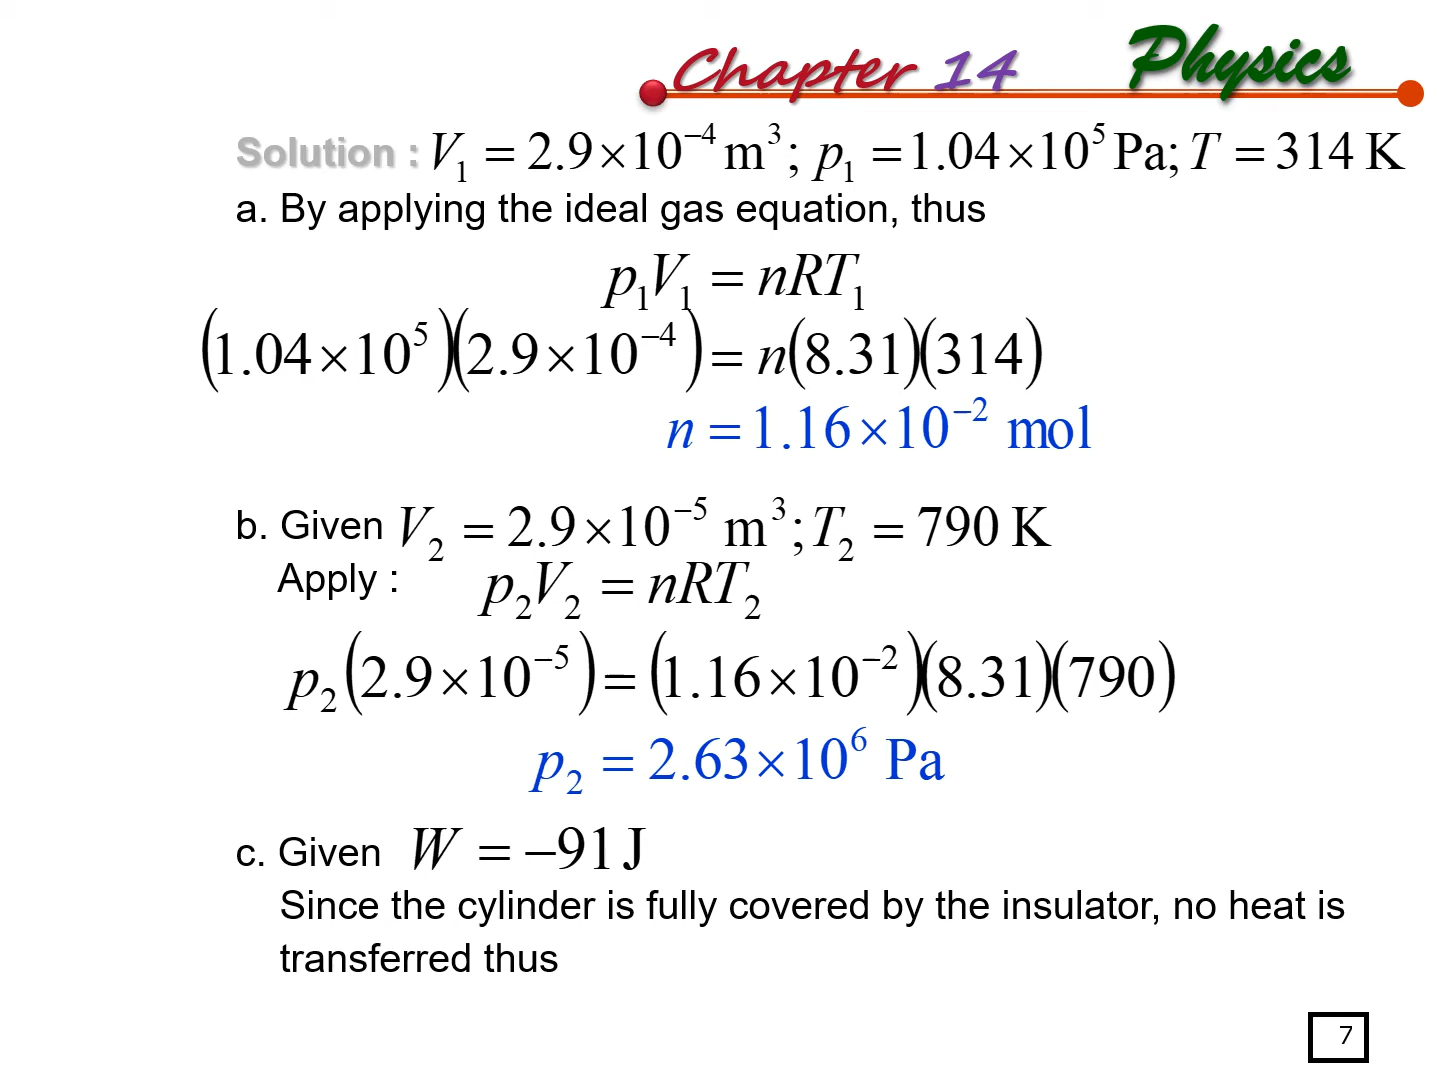 Chapter 14 Physics
Solution : V₁ = 2.9×10⁻⁴ m³; p₁ = 1.04×10⁵ Pa; T = 314 K
a. By applying the ideal gas equation, thus
p₁V₁ = nRT₁
(1.04×10⁵)(2.9×10⁻⁴) = n(8.31)(314)
n = 1.16×10⁻² mol
b. Given V₂ = 2.9×10⁻⁵ m³; T₂ = 790 K
Apply : p₂V₂ = nRT₂
p₂(2.9×10⁻⁵) = (1.16×10⁻²)(8.31)(790)
p₂ = 2.63×10⁶ Pa
c. Given W = −91 J
Since the cylinder is fully covered by the insulator, no heat is
transferred thus
7